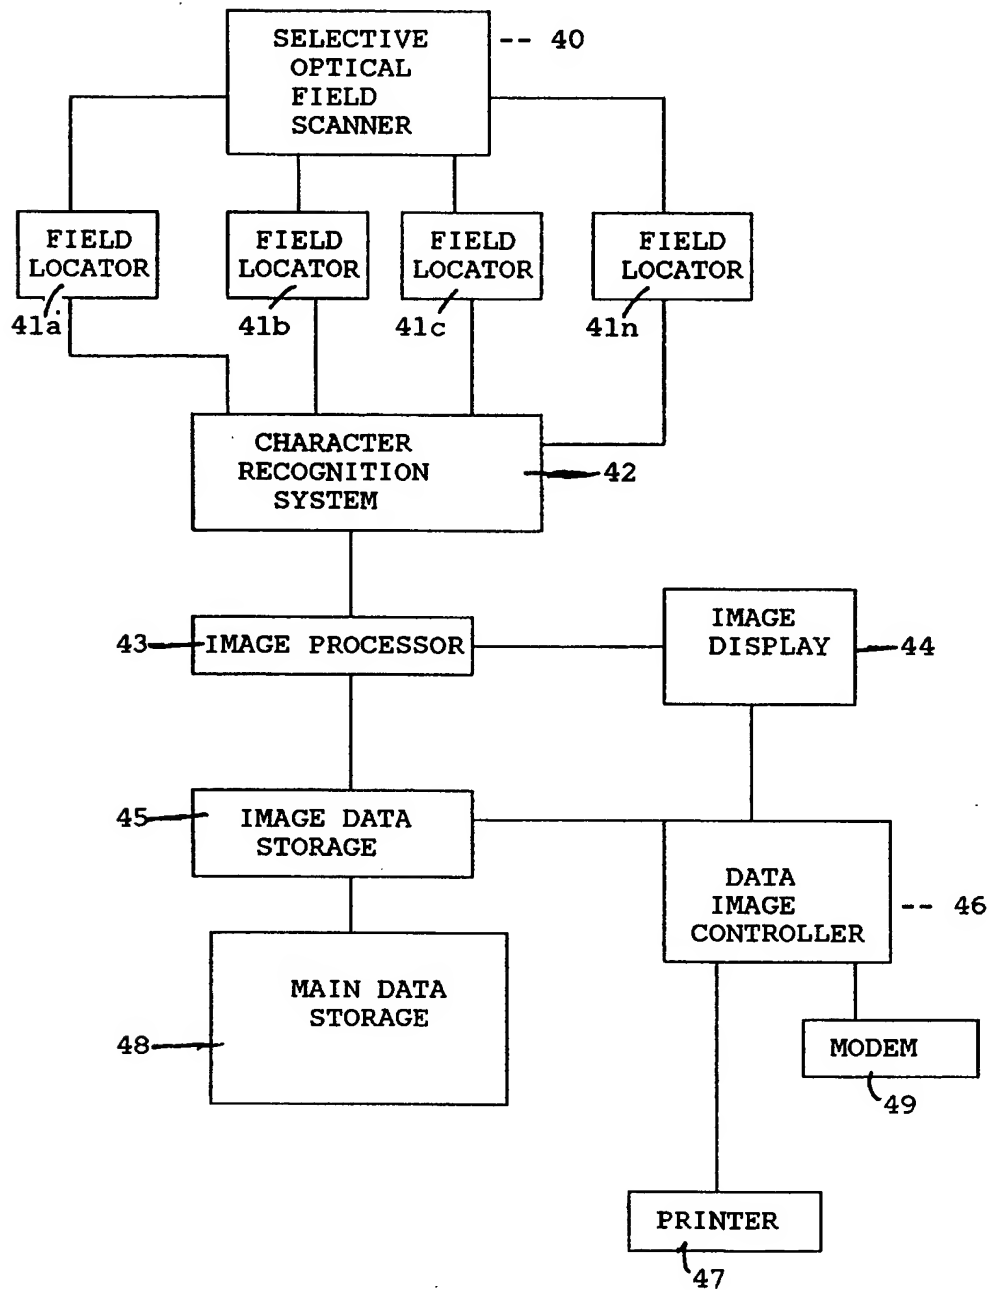 SELECTIVE
OPTICAL
FIELD
SCANNER
-- 40
FIELD
LOCATOR
41a
FIELD
LOCATOR
41b
FIELD
LOCATOR
41c
FIELD
LOCATOR
41n
CHARACTER
RECOGNITION
SYSTEM
42
43
IMAGE PROCESSOR
IMAGE
DISPLAY
44
45
IMAGE DATA
STORAGE
DATA
IMAGE
CONTROLLER
-- 46
MAIN DATA
STORAGE
48
MODEM
49
PRINTER
47